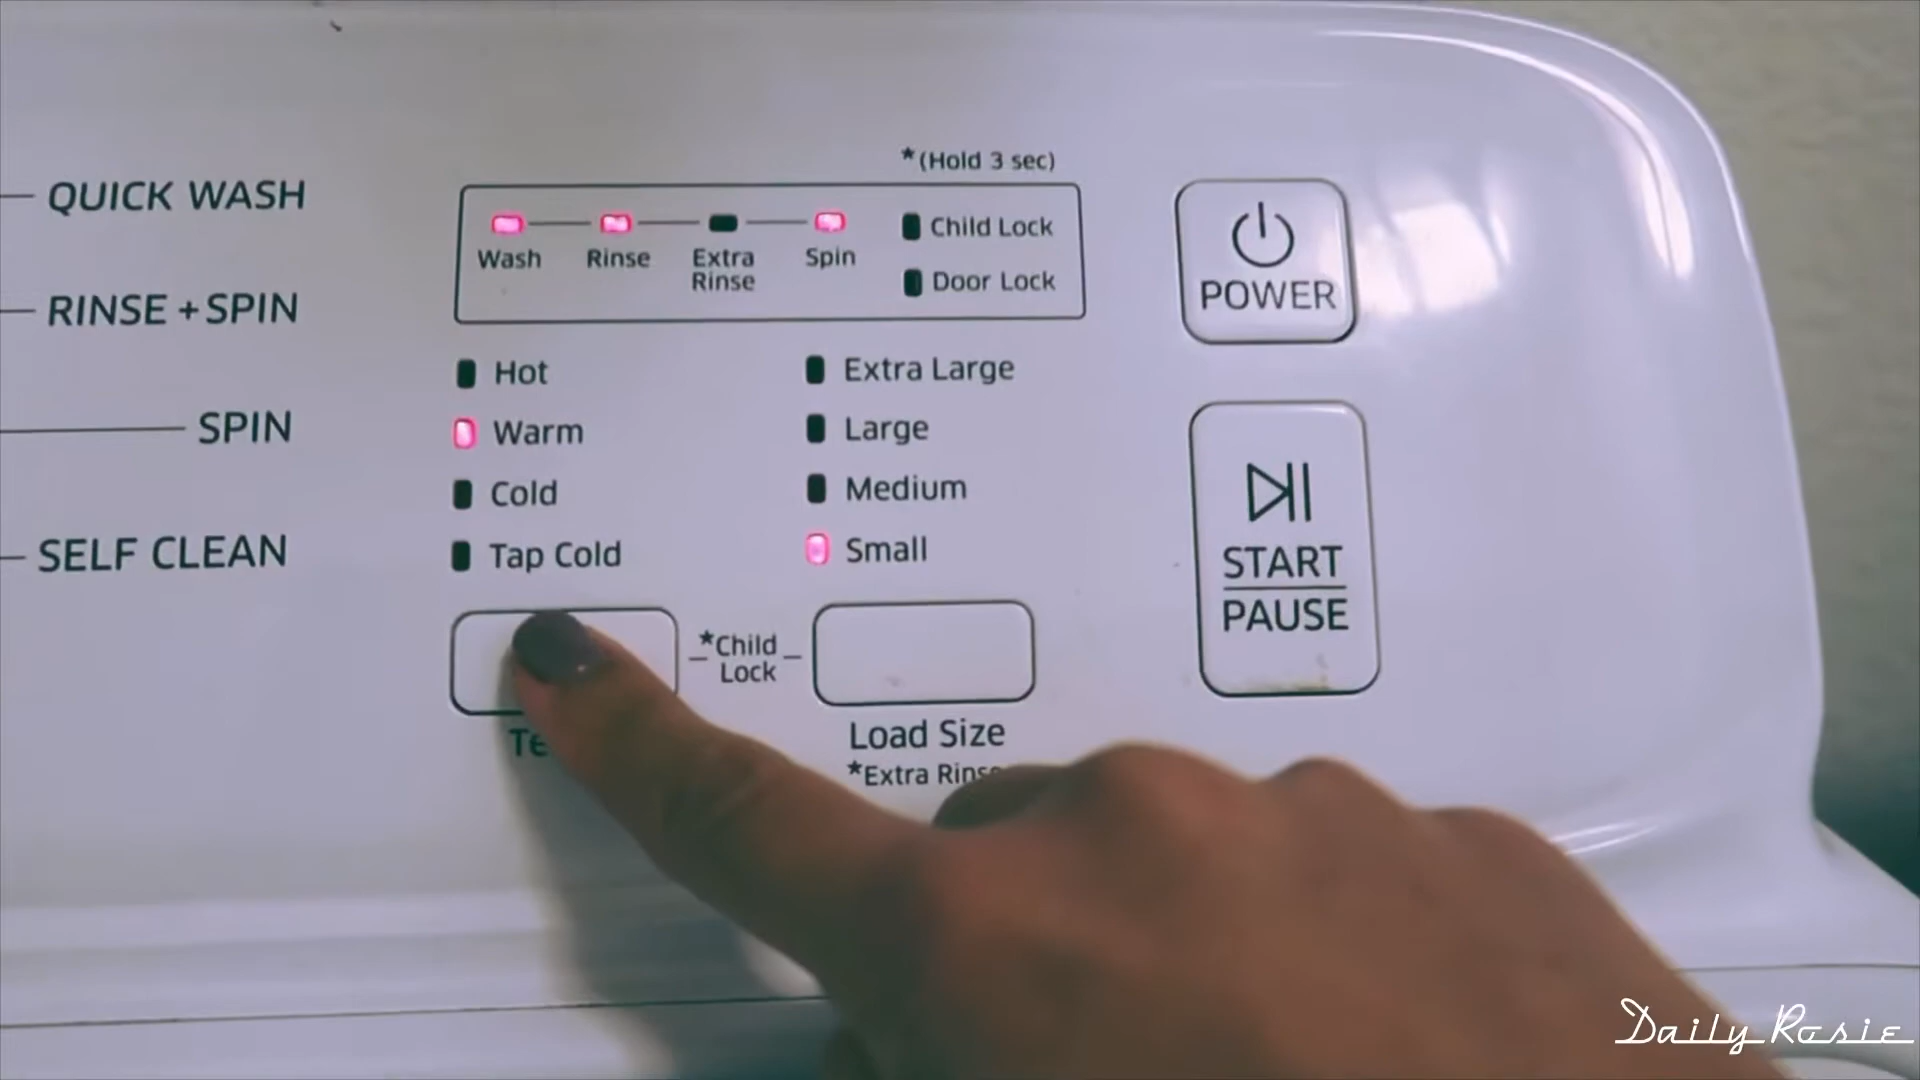 QUICK WASH
RINSE + SPIN
SPIN
SELF CLEAN
*(Hold 3 sec)
Wash
Rinse
Extra
Rinse
Spin
Child Lock
Door Lock
Hot
Warm
Cold
Tap Cold
Extra Large
Large
Medium
Small
*Child
Lock
Load Size
*Extra
POWER
START
PAUSE
Daily Rosie